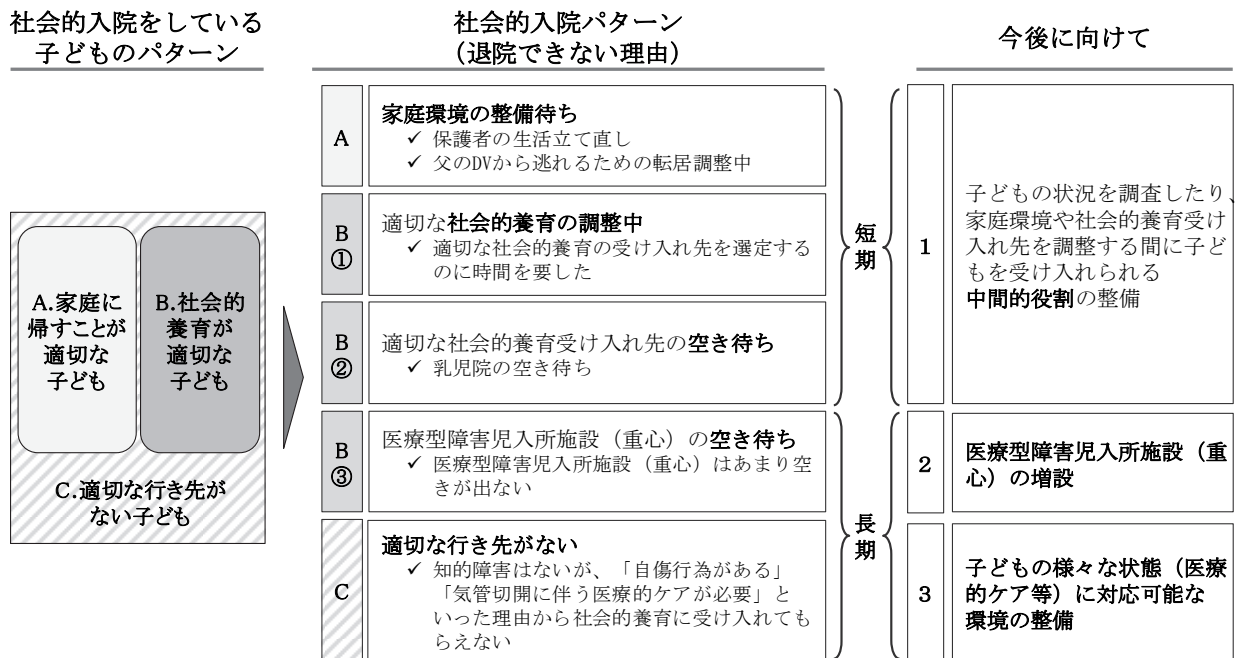 社会的入院をしている
子どものパターン
社会的入院パターン
（退院できない理由）
今後に向けて
A.家庭に
帰すことが
適切な
子ども
B.社会的
養育が
適切な
子ども
C.適切な行き先が
ない子ども
A
家庭環境の整備待ち
✓ 保護者の生活立て直し
✓ 父のDVから逃れるための転居調整中
B
①
適切な社会的養育の調整中
✓ 適切な社会的養育の受け入れ先を選定する
のに時間を要した
B
②
適切な社会的養育受け入れ先の空き待ち
✓ 乳児院の空き待ち
B
③
医療型障害児入所施設（重心）の空き待ち
✓ 医療型障害児入所施設（重心）はあまり空
きが出ない
C
適切な行き先がない
✓ 知的障害はないが、「自傷行為がある」
「気管切開に伴う医療的ケアが必要」と
いった理由から社会的養育に受け入れても
らえない
短
期
長
期
1
子どもの状況を調査したり、
家庭環境や社会的養育受け
入れ先を調整する間に子ど
もを受け入れられる
中間的役割の整備
2
医療型障害児入所施設（重
心）の増設
3
子どもの様々な状態（医療
的ケア等）に対応可能な
環境の整備